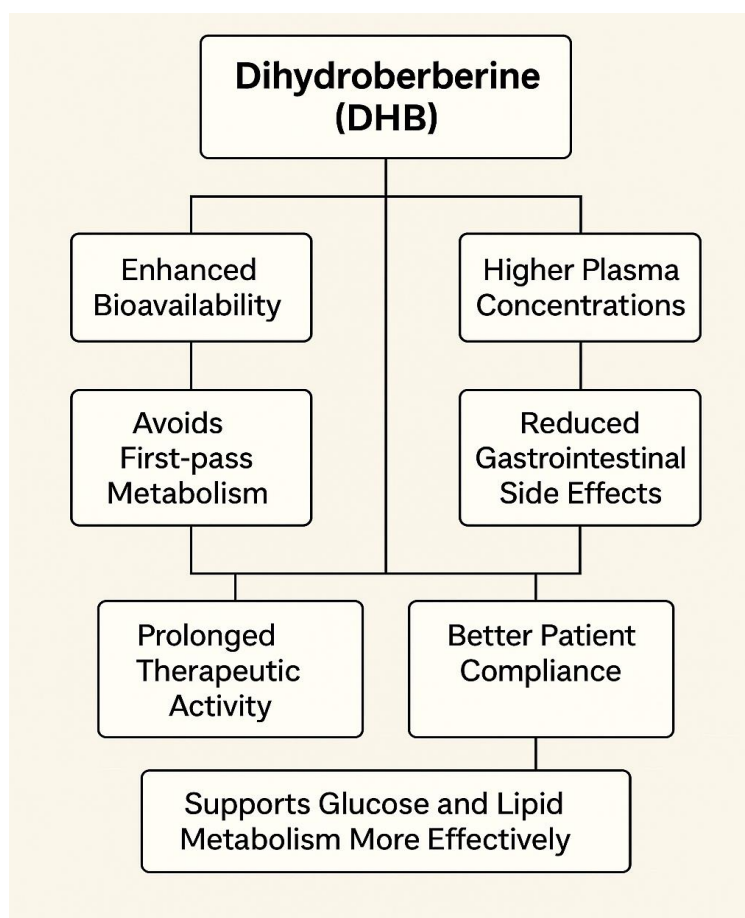 Dihydroberberine
(DHB)
Enhanced
Bioavailability
Higher Plasma
Concentrations
Avoids
First-pass
Metabolism
Reduced
Gastrointestinal
Side Effects
Prolonged
Therapeutic
Activity
Better Patient
Compliance
Supports Glucose and Lipid
Metabolism More Effectively